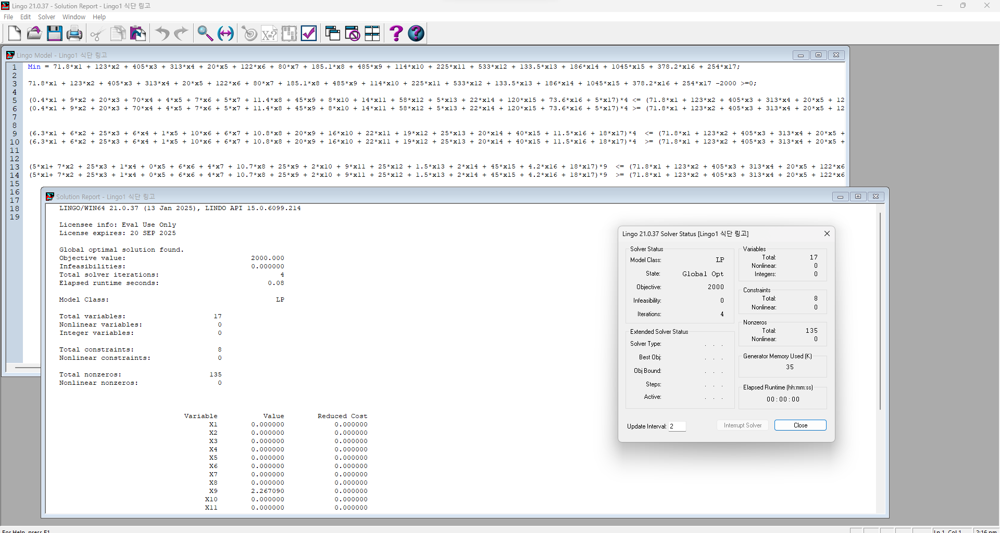 Lingo 21.0.37 - Solution Report - Lingo1 식단 링고
File Edit Solver Window Help
Lingo Model - Lingo1 식단 링고
1 Min = 71.8*x1 + 123*x2 + 405*x3 + 313*x4 + 20*x5 + 122*x6 + 80*x7 + 185.1*x8 + 485*x9 + 114*x10 + 225*x11 + 533*x12 + 133.5*x13 + 186*x14 + 1045*x15 + 378.2*x16 + 254*x17;
2
3 71.8*x1 + 123*x2 + 405*x3 + 313*x4 + 20*x5 + 122*x6 + 80*x7 + 185.1*x8 + 485*x9 + 114*x10 + 225*x11 + 533*x12 + 133.5*x13 + 186*x14 + 1045*x15 + 378.2*x16 + 254*x17 -2000 >=0;
4
5 (0.4*x1 + 9*x2 + 20*x3 + 70*x4 + 4*x5 + 7*x6 + 5*x7 + 11.4*x8 + 45*x9 + 8*x10 + 14*x11 + 58*x12 + 5*x13 + 22*x14 + 120*x15 + 73.6*x16 + 5*x17)*4 <= (71.8*x1 + 123*x2 + 405*x3 + 313*x4 + 20*x5 + 12
6 (0.4*x1 + 9*x2 + 20*x3 + 70*x4 + 4*x5 + 7*x6 + 5*x7 + 11.4*x8 + 45*x9 + 8*x10 + 14*x11 + 58*x12 + 5*x13 + 22*x14 + 120*x15 + 73.6*x16 + 5*x17)*4 >= (71.8*x1 + 123*x2 + 405*x3 + 313*x4 + 20*x5 + 12
7
8
9 (6.3*x1 + 6*x2 + 25*x3 + 6*x4 + 1*x5 + 10*x6 + 6*x7 + 10.8*x8 + 20*x9 + 16*x10 + 22*x11 + 19*x12 + 25*x13 + 20*x14 + 40*x15 + 11.5*x16 + 18*x17)*4 <= (71.8*x1 + 123*x2 + 405*x3 + 313*x4 + 20*x5 +
10 (6.3*x1 + 6*x2 + 25*x3 + 6*x4 + 1*x5 + 10*x6 + 6*x7 + 10.8*x8 + 20*x9 + 16*x10 + 22*x11 + 19*x12 + 25*x13 + 20*x14 + 40*x15 + 11.5*x16 + 18*x17)*4 >= (71.8*x1 + 123*x2 + 405*x3 + 313*x4 + 20*x5 +
11
12
13 (5*x1+ 7*x2 + 25*x3 + 1*x4 + 0*x5 + 6*x6 + 4*x7 + 10.7*x8 + 25*x9 + 2*x10 + 9*x11 + 25*x12 + 1.5*x13 + 2*x14 + 45*x15 + 4.2*x16 + 18*x17)*9 <= (71.8*x1 + 123*x2 + 405*x3 + 313*x4 + 20*x5 + 122*x6
14 (5*x1+ 7*x2 + 25*x3 + 1*x4 + 0*x5 + 6*x6 + 4*x7 + 10.7*x8 + 25*x9 + 2*x10 + 9*x11 + 25*x12 + 1.5*x13 + 2*x14 + 45*x15 + 4.2*x16 + 18*x17)*9 >= (71.8*x1 + 123*x2 + 405*x3 + 313*x4 + 20*x5 + 122*x6
15
16
17
18
19
Solution Report - Lingo1 식단 링고
LINGO/WIN64 21.0.37 (13 Jan 2025), LINDO API 15.0.6099.214
Licensee info: Eval Use Only
License expires: 20 SEP 2025
Global optimal solution found.
Objective value: 2000.000
Infeasibilities: 0.000000
Total solver iterations: 4
Elapsed runtime seconds: 0.08
Model Class: LP
Total variables: 17
Nonlinear variables: 0
Integer variables: 0
Total constraints: 8
Nonlinear constraints: 0
Total nonzeros: 135
Nonlinear nonzeros: 0
Variable Value Reduced Cost
X1 0.000000 0.000000
X2 0.000000 0.000000
X3 0.000000 0.000000
X4 0.000000 0.000000
X5 0.000000 0.000000
X6 0.000000 0.000000
X7 0.000000 0.000000
X8 0.000000 0.000000
X9 2.267090 0.000000
X10 0.000000 0.000000
X11 0.000000 0.000000
Lingo 21.0.37 Solver Status [Lingo1 식단 링고]
Solver Status
Model Class: LP
State: Global Opt
Objective: 2000
Infeasibility: 0
Iterations: 4
Extended Solver Status
Solver Type: . . .
Best Obj: . . .
Obj Bound: . . .
Steps: . . .
Active: . . .
Variables
Total: 17
Nonlinear: 0
Integers: 0
Constraints
Total: 8
Nonlinear: 0
Nonzeros
Total: 135
Nonlinear: 0
Generator Memory Used (K)
35
Elapsed Runtime (hh:mm:ss)
00:00:00
Update Interval: 2
Interrupt Solver
Close
For Help, press F1
Ln 1, Col 1
2:16 pm